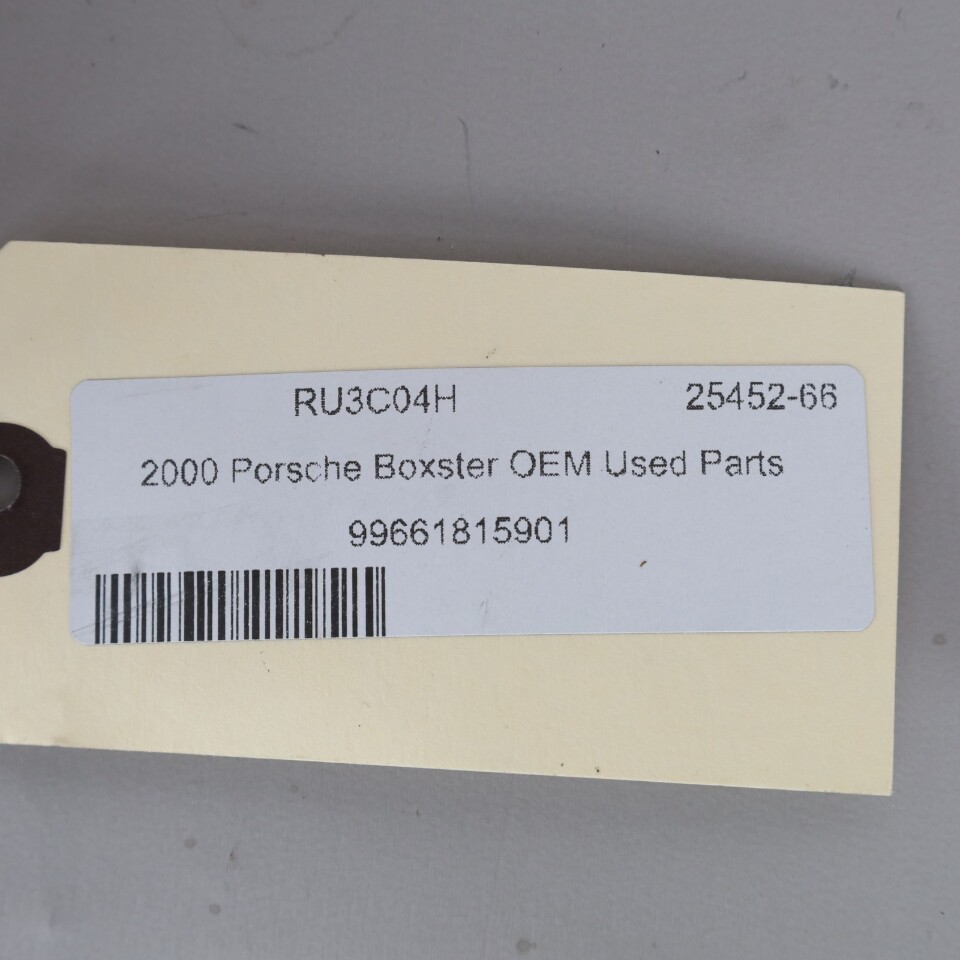 RU3C04H 25452-66
2000 Porsche Boxster OEM Used Parts
99661815901